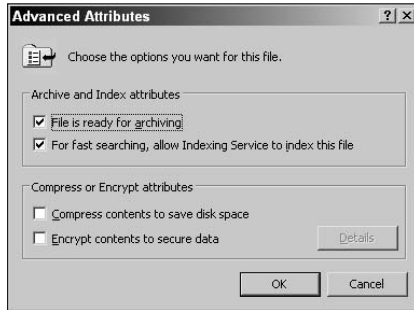 Advanced Attributes
Choose the options you want for this file.
Archive and Index attributes
File is ready for archiving
For fast searching, allow Indexing Service to index this file
Compress or Encrypt attributes
Compress contents to save disk space
Encrypt contents to secure data
Details
OK
Cancel